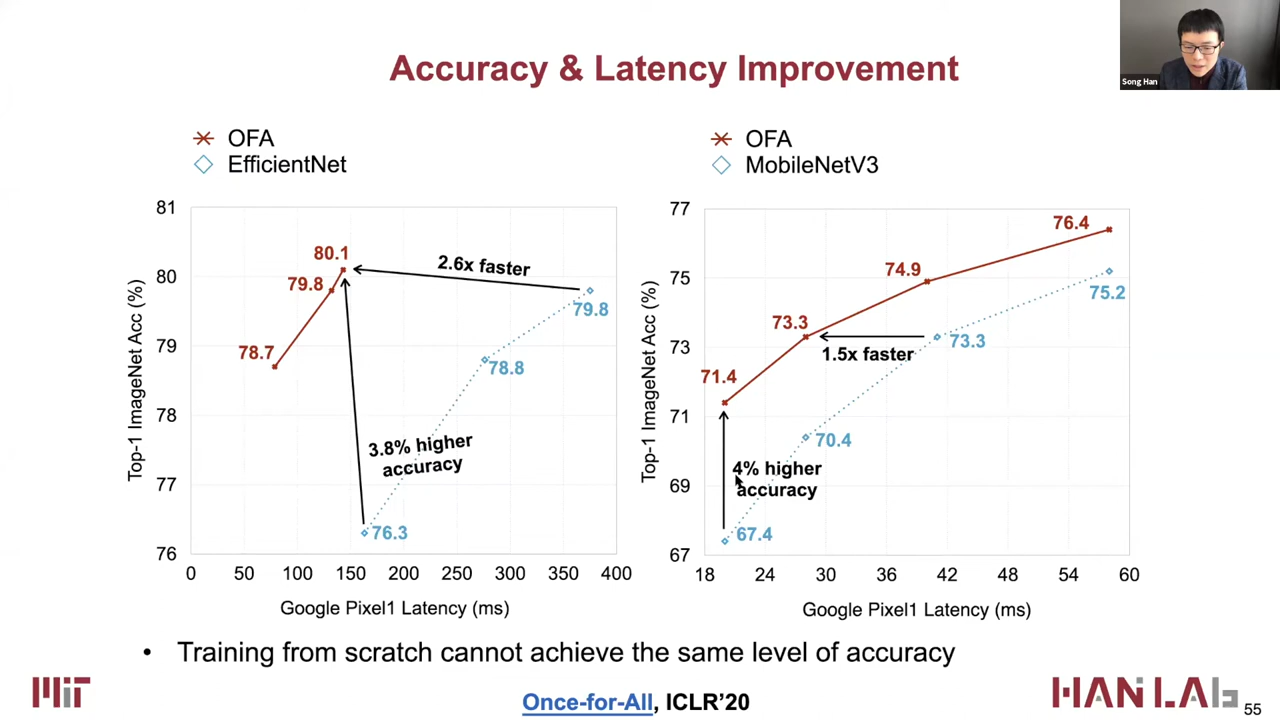 Accuracy & Latency Improvement
Song Han
OFA
EfficientNet
81
80
79
78
77
76
Top-1 ImageNet Acc (%)
80.1
79.8
78.7
2.6x faster
79.8
78.8
3.8% higher
accuracy
76.3
0 50 100 150 200 250 300 350 400
Google Pixel1 Latency (ms)
OFA
MobileNetV3
77
75
73
71
69
67
Top-1 ImageNet Acc (%)
76.4
74.9
73.3
71.4
75.2
73.3
1.5x faster
70.4
4% higher
accuracy
67.4
18 24 30 36 42 48 54 60
Google Pixel1 Latency (ms)
• Training from scratch cannot achieve the same level of accuracy
MIT
Once-for-All, ICLR’20
HAN LAB
55